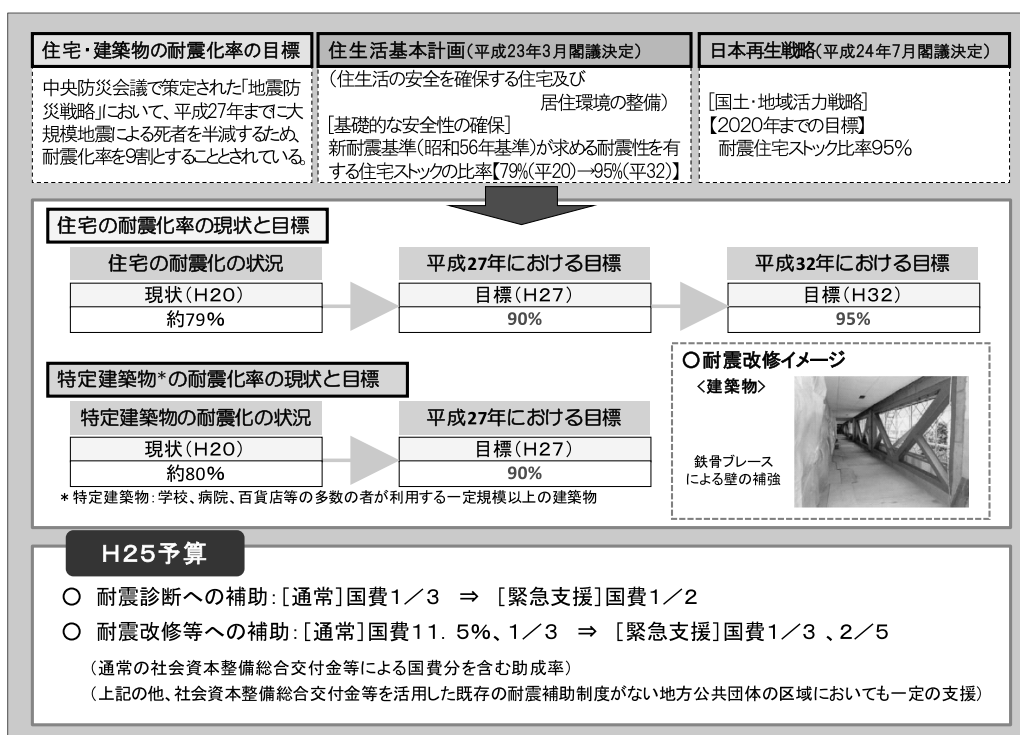 住宅・建築物の耐震化率の目標
中央防災会議で策定された「地震防
災戦略」において、平成27年までに大
規模地震による死者を半減するため、
耐震化率を9割とすることとされている。
住生活基本計画(平成23年3月閣議決定)
(住生活の安全を確保する住宅及び
居住環境の整備)
[基礎的な安全性の確保]
新耐震基準(昭和56年基準)が求める耐震性を有
する住宅ストックの比率【79%(平20)→95%(平32)】
日本再生戦略(平成24年7月閣議決定)
[国土・地域活力戦略]
【2020年までの目標】
耐震住宅ストック比率95%
住宅の耐震化率の現状と目標
住宅の耐震化の状況
現状(H20)
約79%
平成27年における目標
目標(H27)
90%
平成32年における目標
目標(H32)
95%
特定建築物*の耐震化率の現状と目標
特定建築物の耐震化の状況
現状(H20)
約80%
平成27年における目標
目標(H27)
90%
*特定建築物:学校、病院、百貨店等の多数の者が利用する一定規模以上の建築物
○耐震改修イメージ
<建築物>
鉄骨ブレース
による壁の補強
H25予算
○ 耐震診断への補助:[通常]国費1/3 ⇒ [緊急支援]国費1/2
○ 耐震改修等への補助:[通常]国費11.5%、1/3 ⇒ [緊急支援]国費1/3、2/5
(通常の社会資本整備総合交付金等による国費分を含む助成率)
(上記の他、社会資本整備総合交付金等を活用した既存の耐震補助制度がない地方公共団体の区域においても一定の支援)